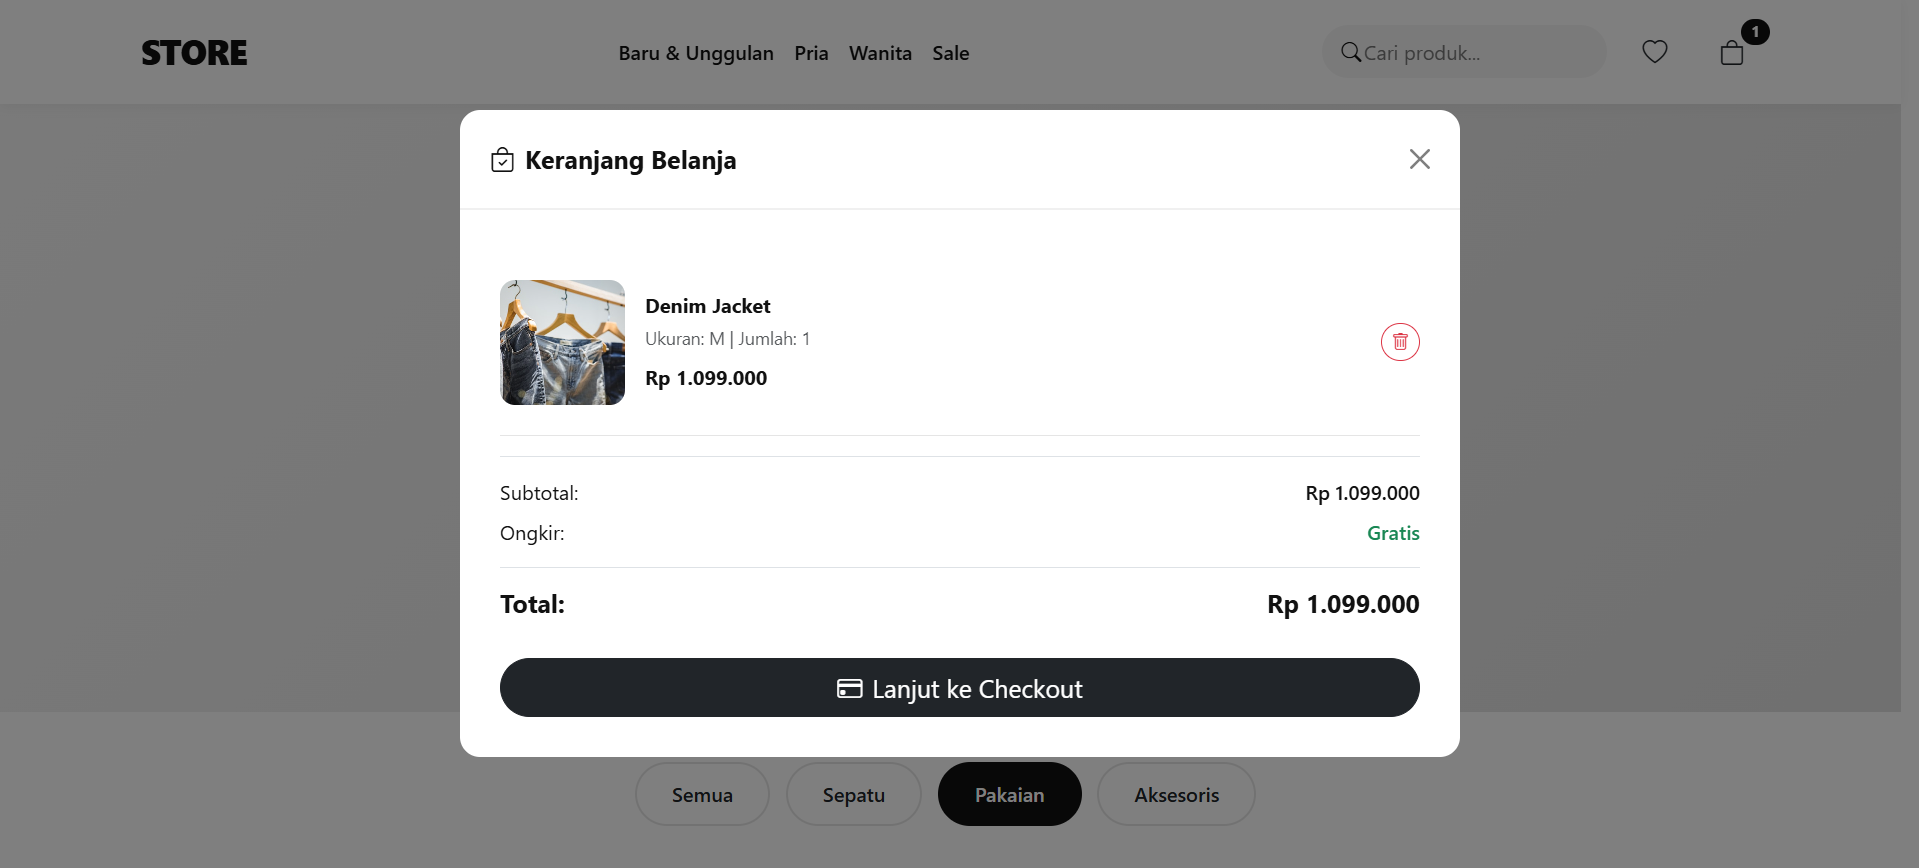 STORE
Baru & Unggulan Pria Wanita Sale
Cari produk...
1
Keranjang Belanja
Denim Jacket
Ukuran: M | Jumlah: 1
Rp 1.099.000
Subtotal: Rp 1.099.000
Ongkir: Gratis
Total: Rp 1.099.000
Lanjut ke Checkout
Semua Sepatu Pakaian Aksesoris